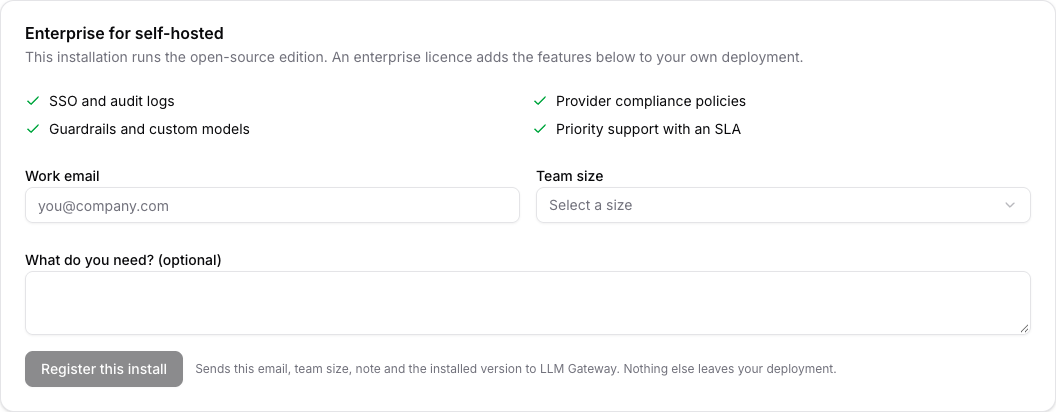 Enterprise for self-hosted
This installation runs the open-source edition. An enterprise licence adds the features below to your own deployment.
SSO and audit logs
Provider compliance policies
Guardrails and custom models
Priority support with an SLA
Work email
Team size
you@company.com
Select a size
What do you need? (optional)
Register this install
Sends this email, team size, note and the installed version to LLM Gateway. Nothing else leaves your deployment.